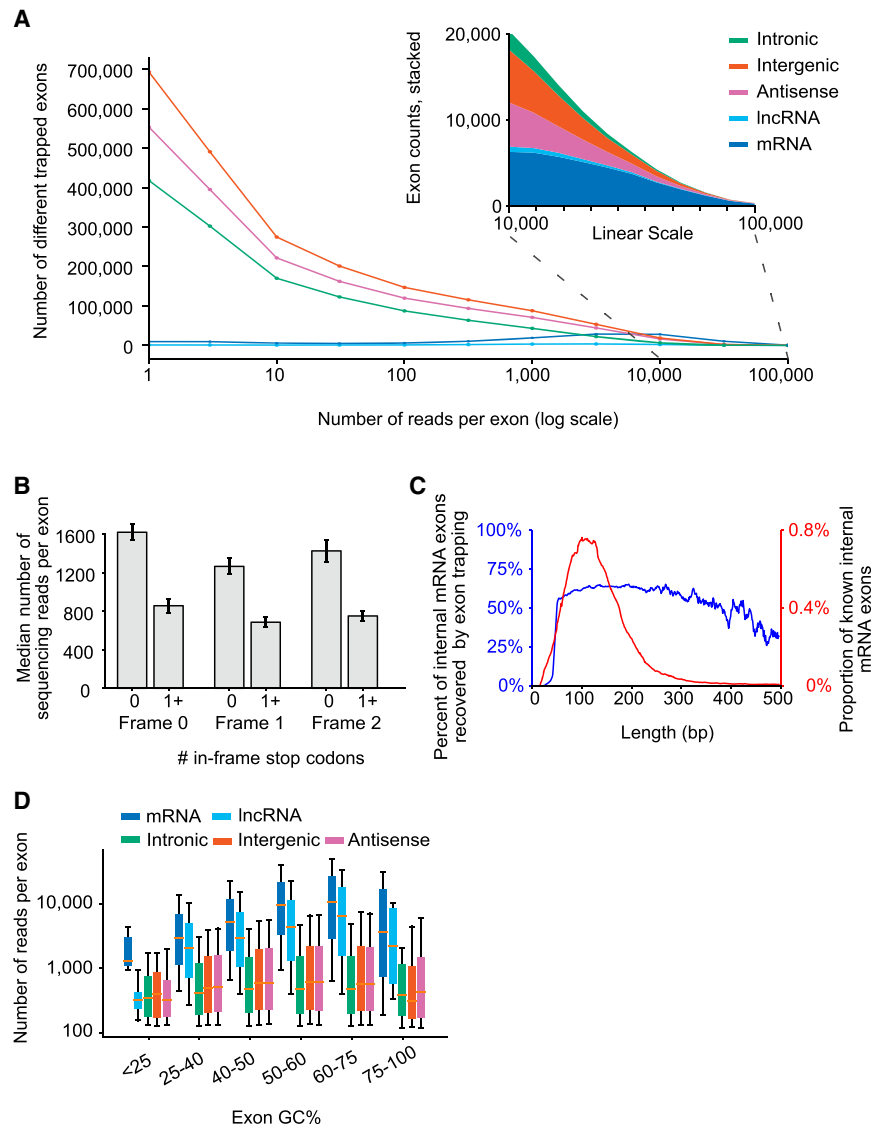 A
Number of different trapped exons
700,000
600,000
500,000
400,000
300,000
200,000
100,000
0
1
10
100
1,000
10,000
100,000
Number of reads per exon (log scale)
Exon counts, stacked
20,000
10,000
0
10,000
100,000
Linear Scale
Intronic
Intergenic
Antisense
lncRNA
mRNA
B
Median number of
sequencing reads per exon
1600
1200
800
400
0
0 1+ 0 1+ 0 1+
Frame 0 Frame 1 Frame 2
# in-frame stop codons
C
Percent of internal mRNA exons
recovered by exon trapping
100%
75%
50%
25%
0%
0.8%
0.4%
0%
Proportion of known internal
mRNA exons
0 100 200 300 400 500
Length (bp)
D
mRNA lncRNA
Intronic Intergenic Antisense
Number of reads per exon
10,000
1,000
100
<25 25-40 40-50 50-60 60-75 75-100
Exon GC%